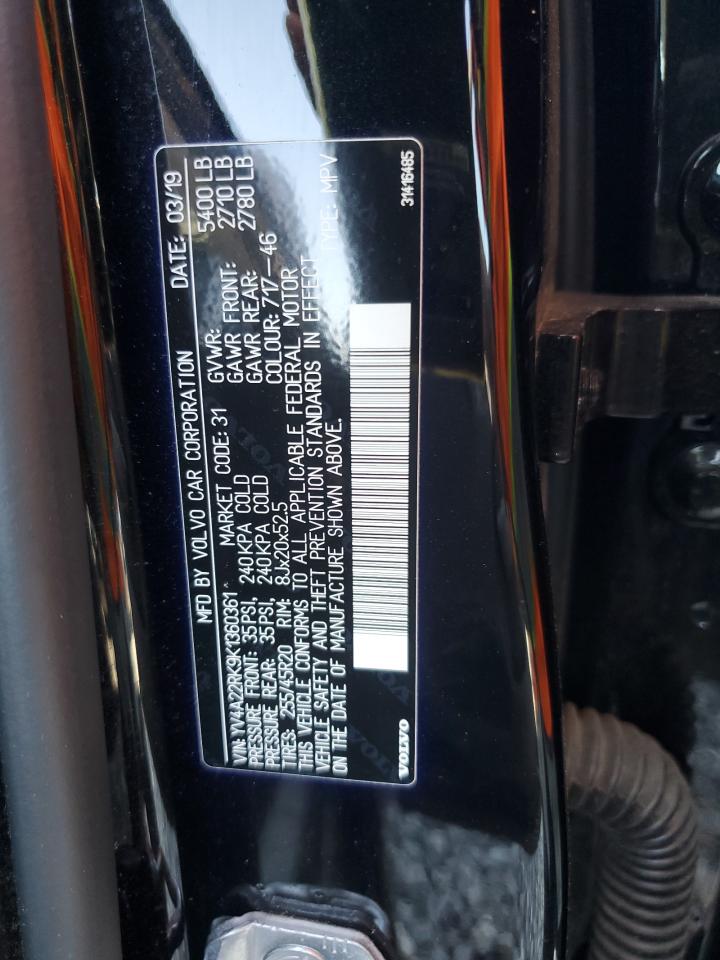 MFD BY VOLVO CAR CORPORATION DATE: 03/19
VIN: YV4A22RK9K1360361 MARKET CODE: 31 GVWR: 5400 LB
PRESSURE FRONT: 35PSI, 240KPA COLD GAWR FRONT: 2710 LB
PRESSURE REAR: 35PSI, 240KPA COLD GAWR REAR: 2780 LB
TIRES: 255/45R20 RIM: 8Jx20x52.5 COLOUR: 717-46
THIS VEHICLE CONFORMS TO ALL APPLICABLE FEDERAL MOTOR
VEHICLE SAFETY AND THEFT PREVENTION STANDARDS IN EFFECT
ON THE DATE OF MANUFACTURE SHOWN ABOVE. TYPE: MPV
VOLVO 31416485